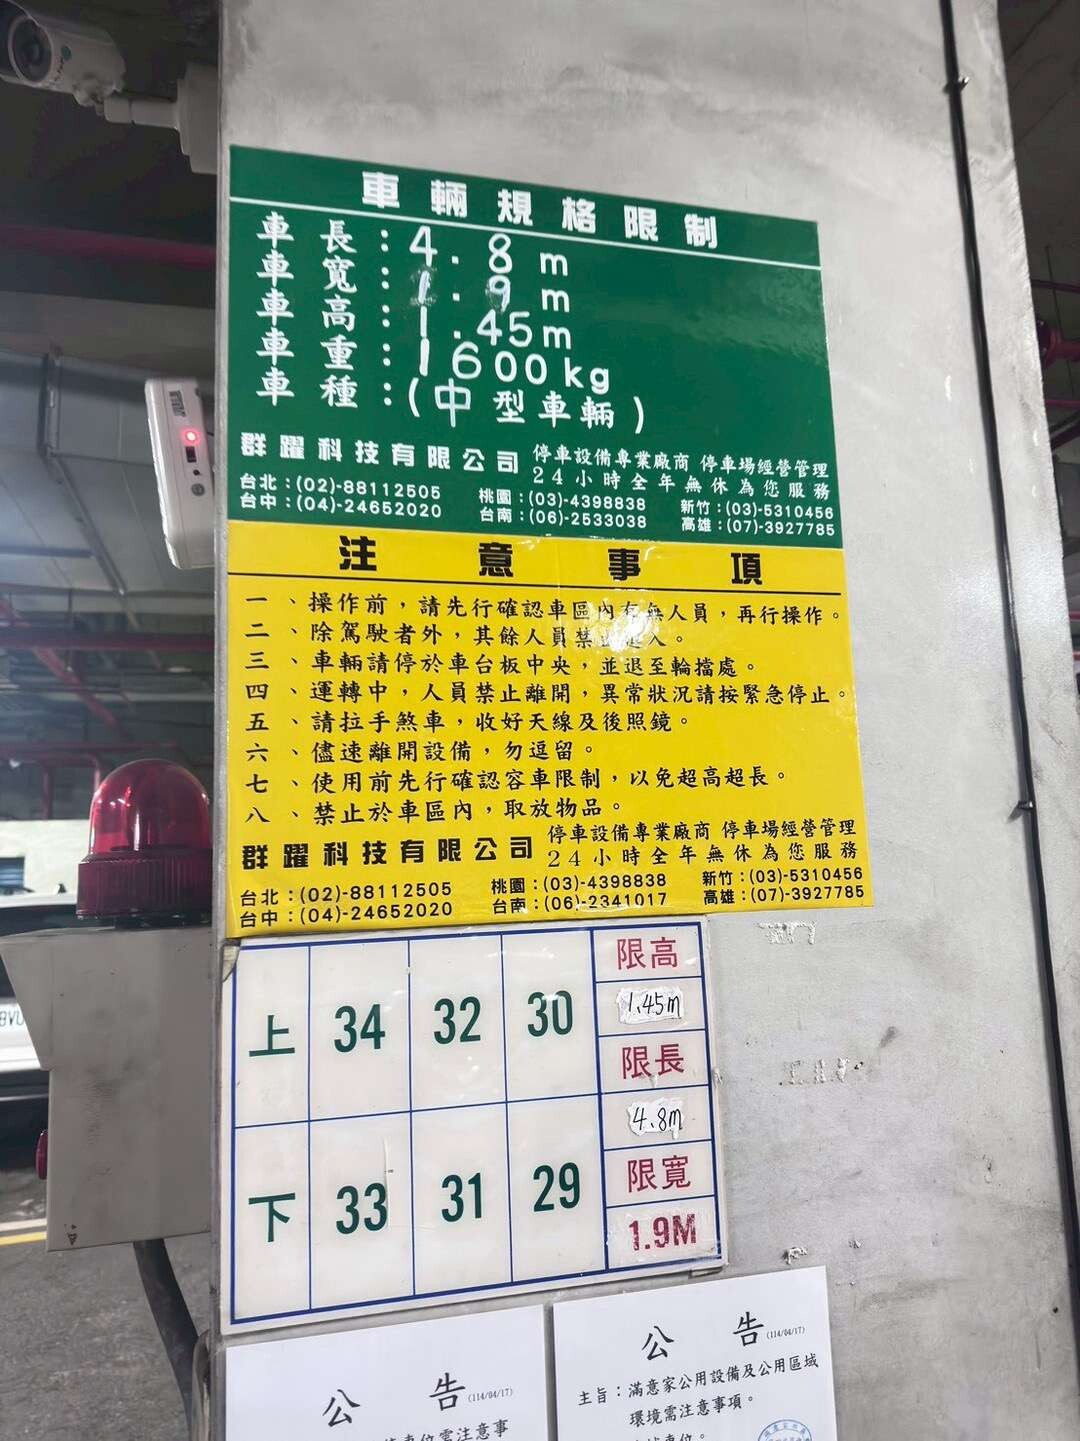 車輛規格限制
車長：4.8m
車寬：1.9m
車高：1.45m
車重：1600kg
車種：(中型車輛)
群躍科技有限公司 停車設備專業廠商 停車場經營管理
24小時全年無休為您服務
台北：(02)-88112505 桃園：(03)-4398838 新竹：(03)-5310456
台中：(04)-24652020 台南：(06)-2533038 高雄：(07)-3927785
注意事項
一、操作前，請先行確認車區內有無人員，再行操作。
二、除駕駛者外，其餘人員禁止進入。
三、車輛請停於車台板中央，並退至輪擋處。
四、運轉中，人員禁止離開，異常狀況請按緊急停止。
五、請拉手煞車，收好天線及後照鏡。
六、儘速離開設備，勿逗留。
七、使用前先行確認容車限制，以免超高超長。
八、禁止於車區內，取放物品。
群躍科技有限公司 停車設備專業廠商 停車場經營管理
24小時全年無休為您服務
台北：(02)-88112505 桃園：(03)-4398838 新竹：(03)-5310456
台中：(04)-24652020 台南：(06)-2341017 高雄：(07)-3927785
上 34 32 30
下 33 31 29
限高
1.45m
限長
4.8m
限寬
1.9M
公告(114/04/17)
車位需注意事
公告(114/04/17)
主旨：滿意家公用設備及公用區域
環境需注意事項。
車位。